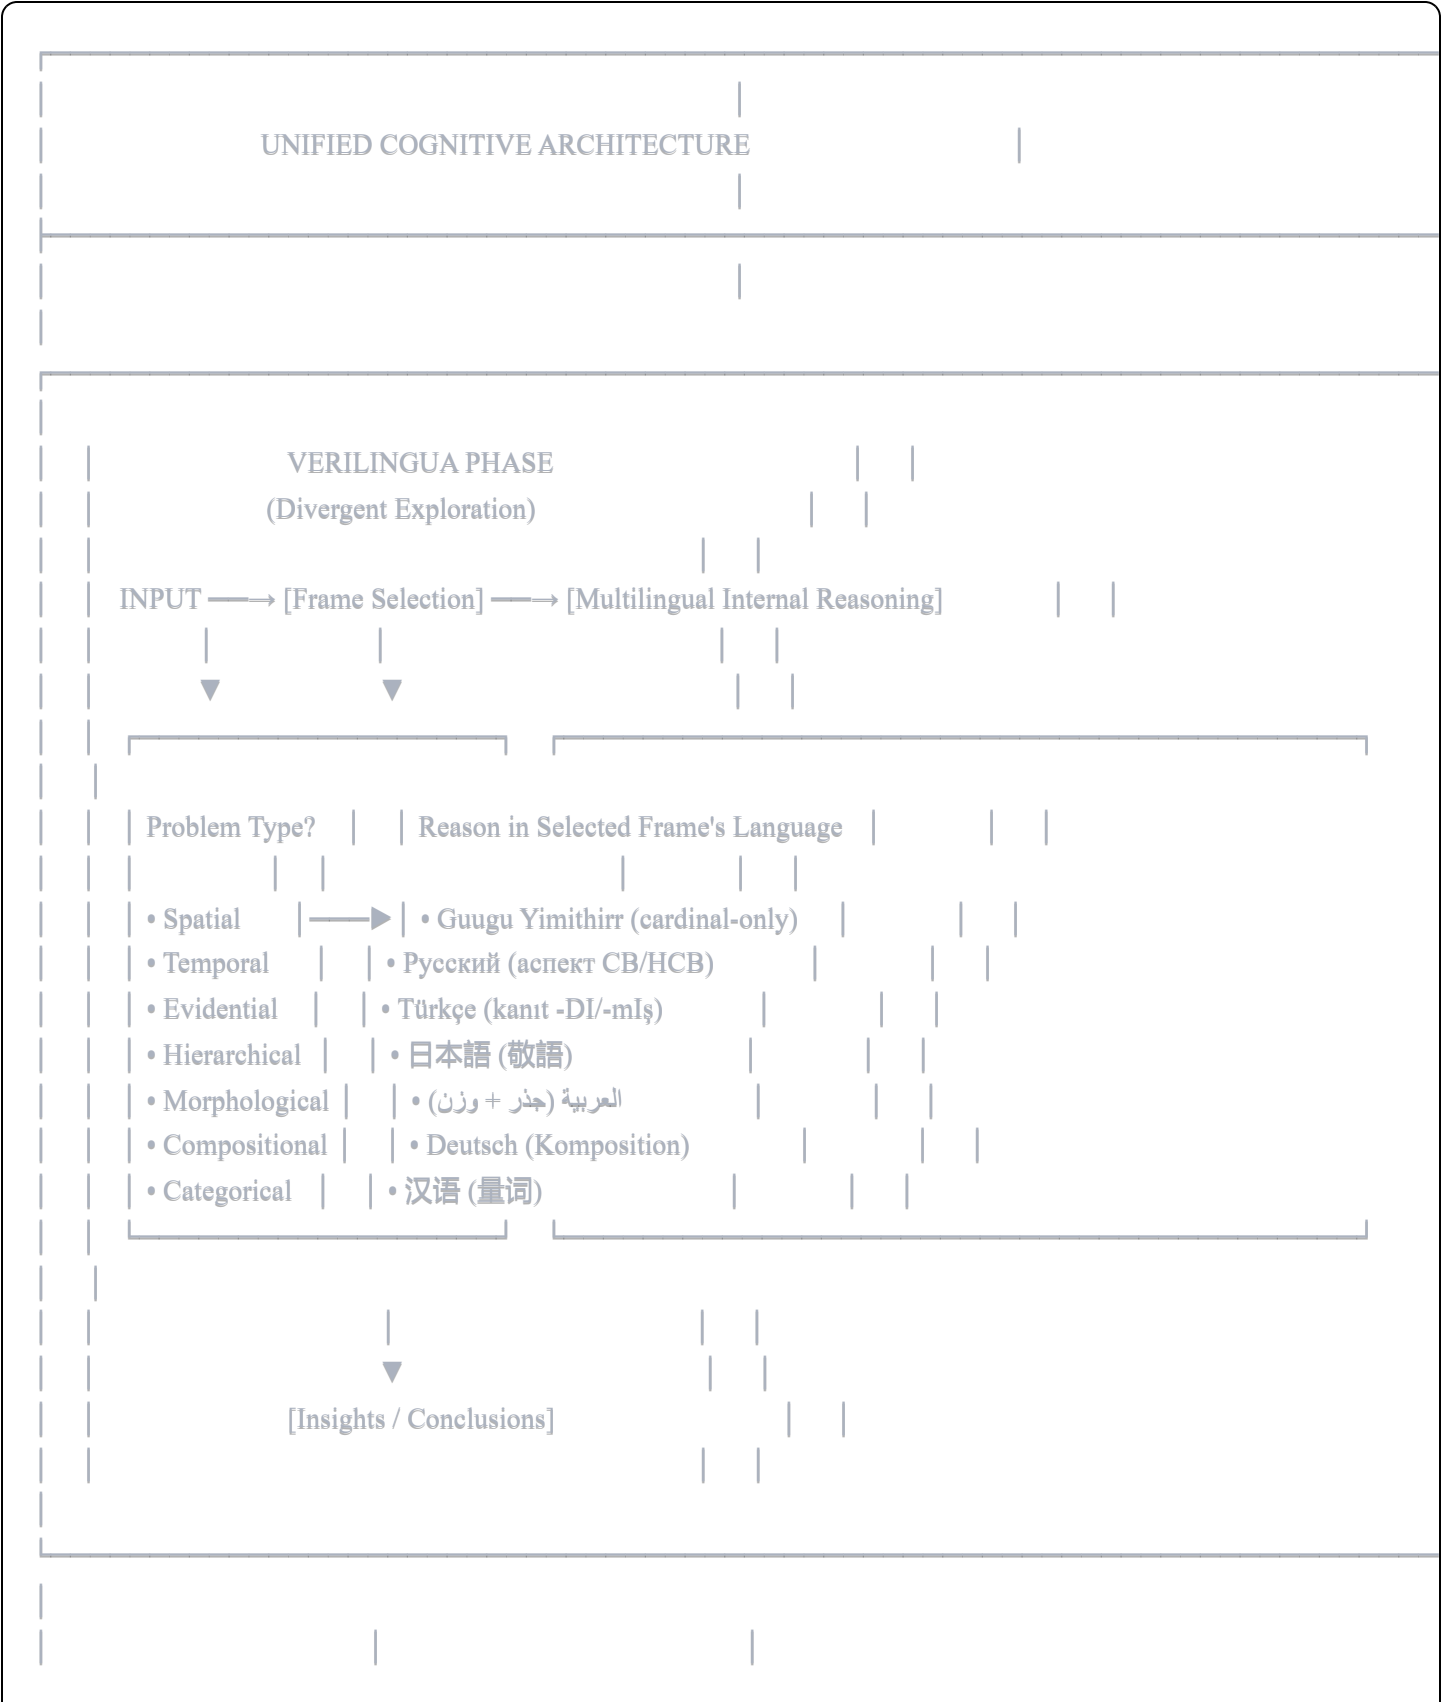 UNIFIED COGNITIVE ARCHITECTURE
VERILINGUA PHASE
(Divergent Exploration)
INPUT ──→ [Frame Selection] ──→ [Multilingual Internal Reasoning]
Problem Type? Reason in Selected Frame's Language
• Spatial ───▶ • Guugu Yimithirr (cardinal-only)
• Temporal • Русский (аспект СВ/НСВ)
• Evidential • Türkçe (kanıt -DI/-mIş)
• Hierarchical • 日本語 (敬語)
• Morphological • العربية (جذر + وزن)
• Compositional • Deutsch (Komposition)
• Categorical • 汉语 (量词)
[Insights / Conclusions]